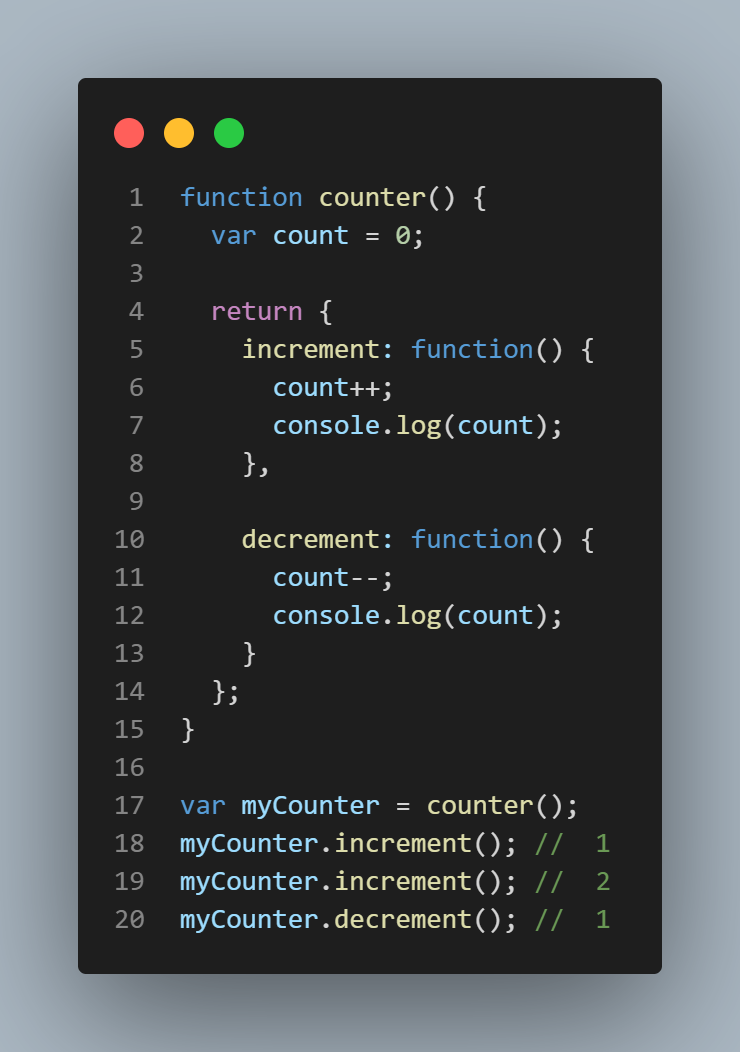 1 function counter() {
2   var count = 0;
3
4   return {
5     increment: function() {
6       count++;
7       console.log(count);
8     },
9
10     decrement: function() {
11       count--;
12       console.log(count);
13     }
14   };
15 }
16
17 var myCounter = counter();
18 myCounter.increment(); //  1
19 myCounter.increment(); //  2
20 myCounter.decrement(); //  1